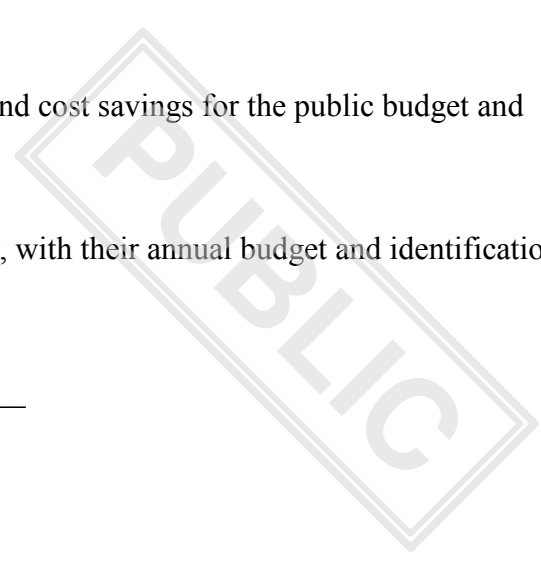 nd cost savings for the public budget and
, with their annual budget and identificatio
PUBLIC